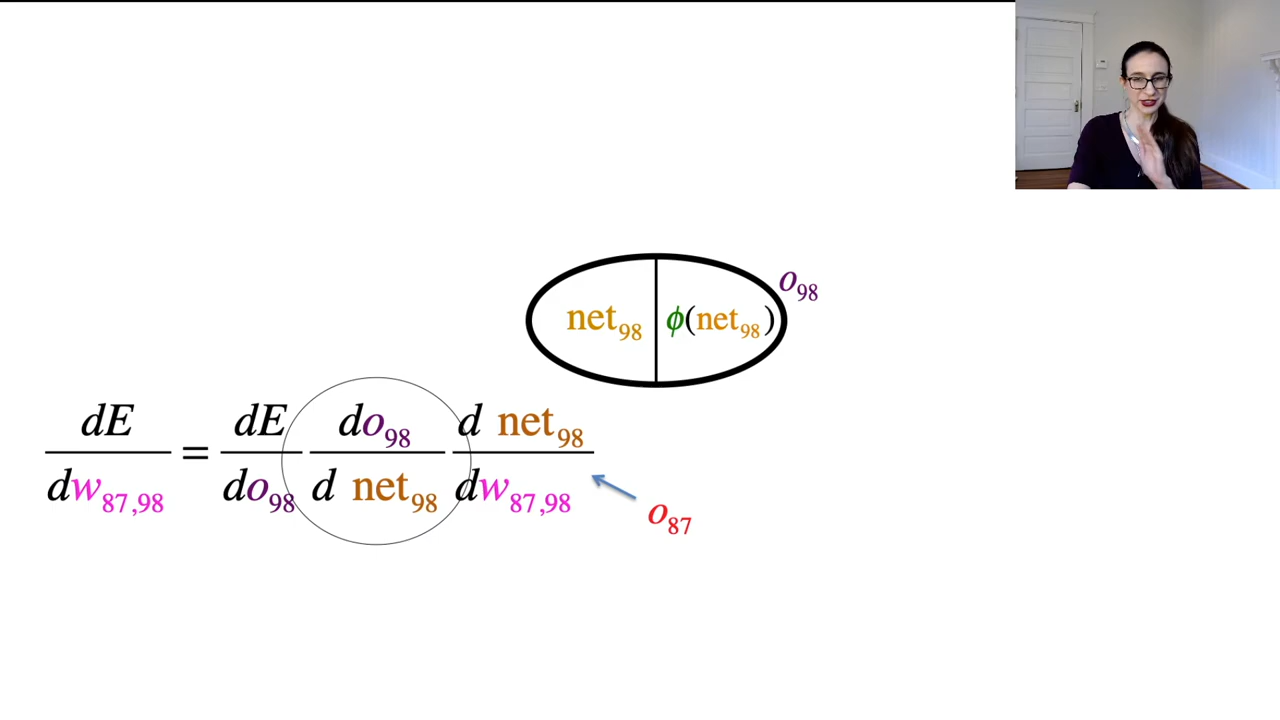 net₉₈ ϕ(net₉₈) o₉₈
dE/dw₈₇,₉₈ = dE/do₉₈ do₉₈/d net₉₈ d net₉₈/dw₈₇,₉₈
o₈₇